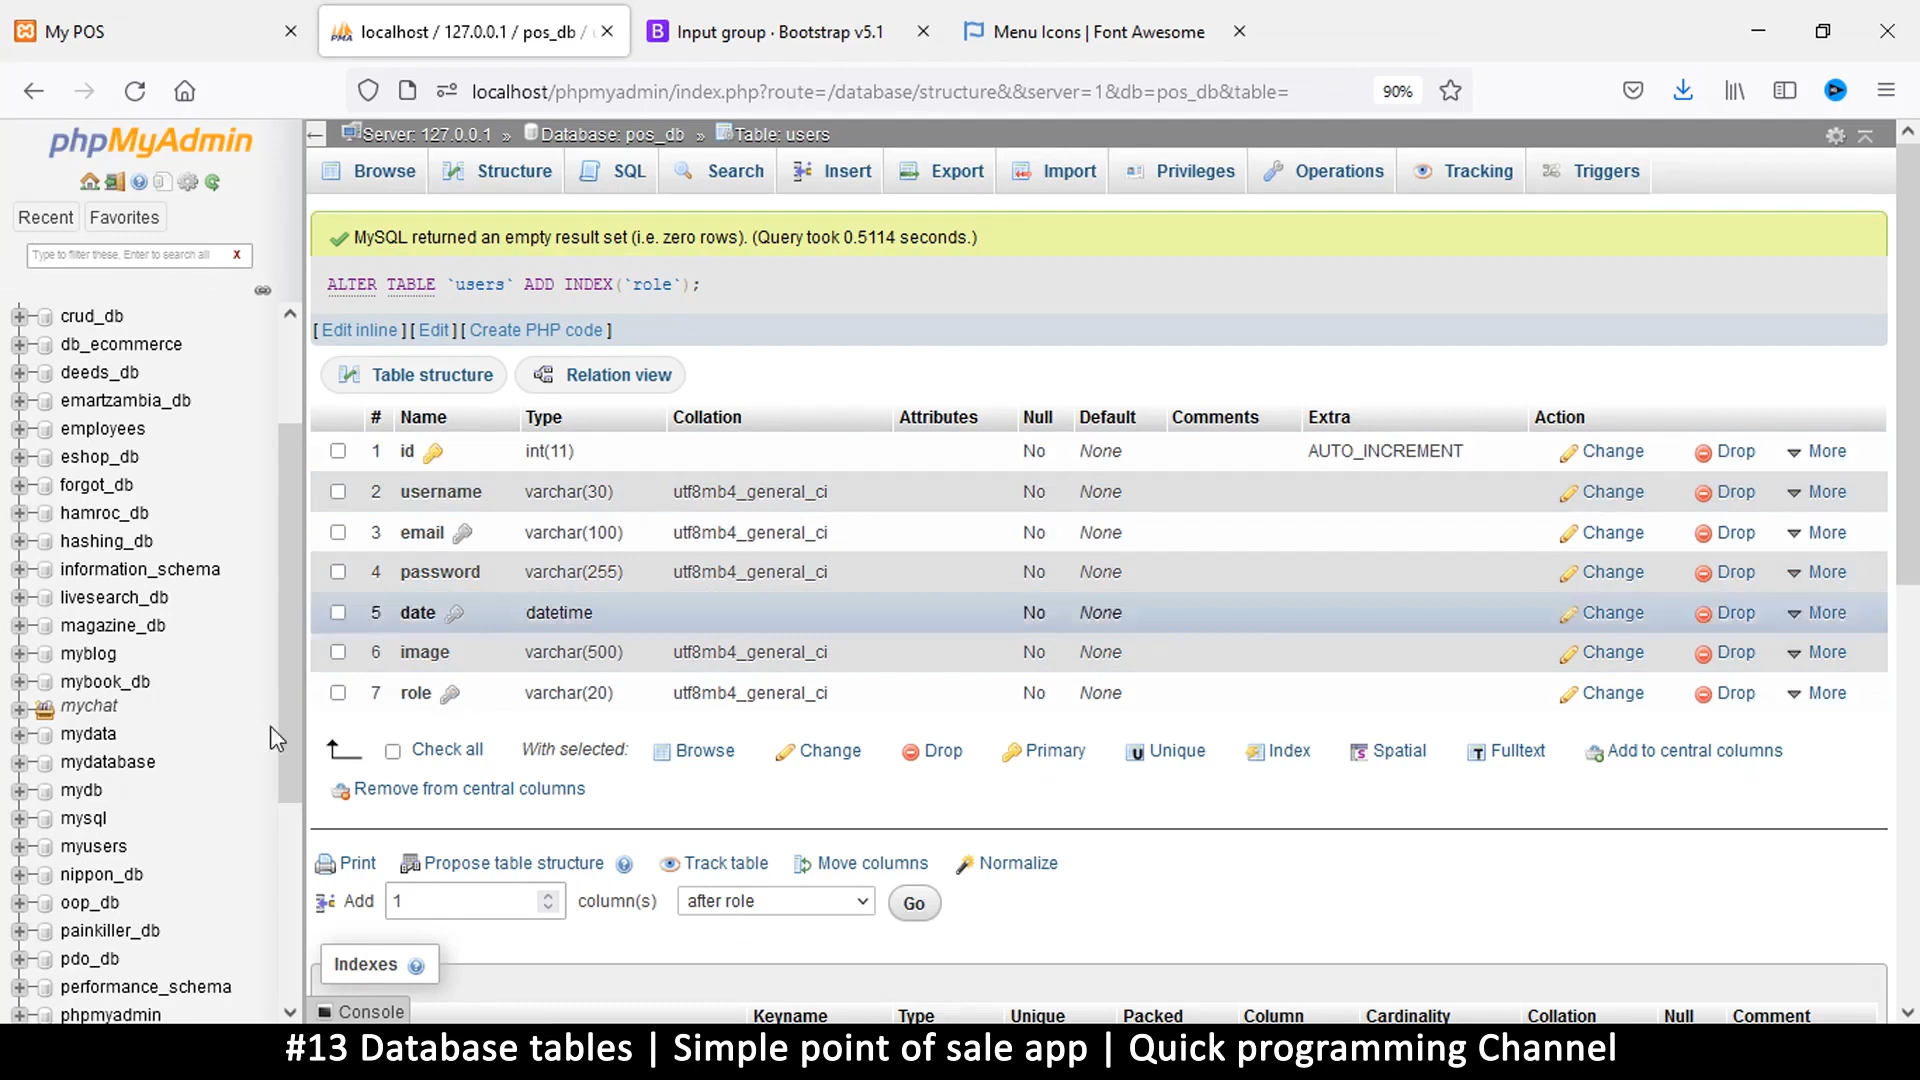 My POS
localhost / 127.0.0.1 / pos_db /
Input group · Bootstrap v5.1
Menu Icons | Font Awesome
localhost/phpmyadmin/index.php?route=/database/structure&&server=1&db=pos_db&table=
90%
phpMyAdmin
Server: 127.0.0.1 » Database: pos_db » Table: users
Browse Structure SQL Search Insert Export Import Privileges Operations Tracking Triggers
Recent Favorites
Type to filter these, Enter to search all X
MySQL returned an empty result set (i.e. zero rows). (Query took 0.5114 seconds.)
ALTER TABLE `users` ADD INDEX(`role`);
[ Edit inline ] [ Edit ] [ Create PHP code ]
Table structure Relation view
crud_db
db_ecommerce
deeds_db
emartzambia_db
employees
eshop_db
forgot_db
hamroc_db
hashing_db
information_schema
livesearch_db
magazine_db
myblog
mybook_db
mychat
mydata
mydatabase
mydb
mysql
myusers
nippon_db
oop_db
painkiller_db
pdo_db
performance_schema
phpmyadmin
# Name Type Collation Attributes Null Default Comments Extra Action
1 id int(11) No None AUTO_INCREMENT Change Drop More
2 username varchar(30) utf8mb4_general_ci No None Change Drop More
3 email varchar(100) utf8mb4_general_ci No None Change Drop More
4 password varchar(255) utf8mb4_general_ci No None Change Drop More
5 date datetime No None Change Drop More
6 image varchar(500) utf8mb4_general_ci No None Change Drop More
7 role varchar(20) utf8mb4_general_ci No None Change Drop More
Check all With selected: Browse Change Drop Primary Unique Index Spatial Fulltext Add to central columns
Remove from central columns
Print Propose table structure Track table Move columns Normalize
Add 1 column(s) after role Go
Indexes
Console
Keyname Type Unique Packed Column Cardinality Collation Null Comment
#13 Database tables | Simple point of sale app | Quick programming Channel